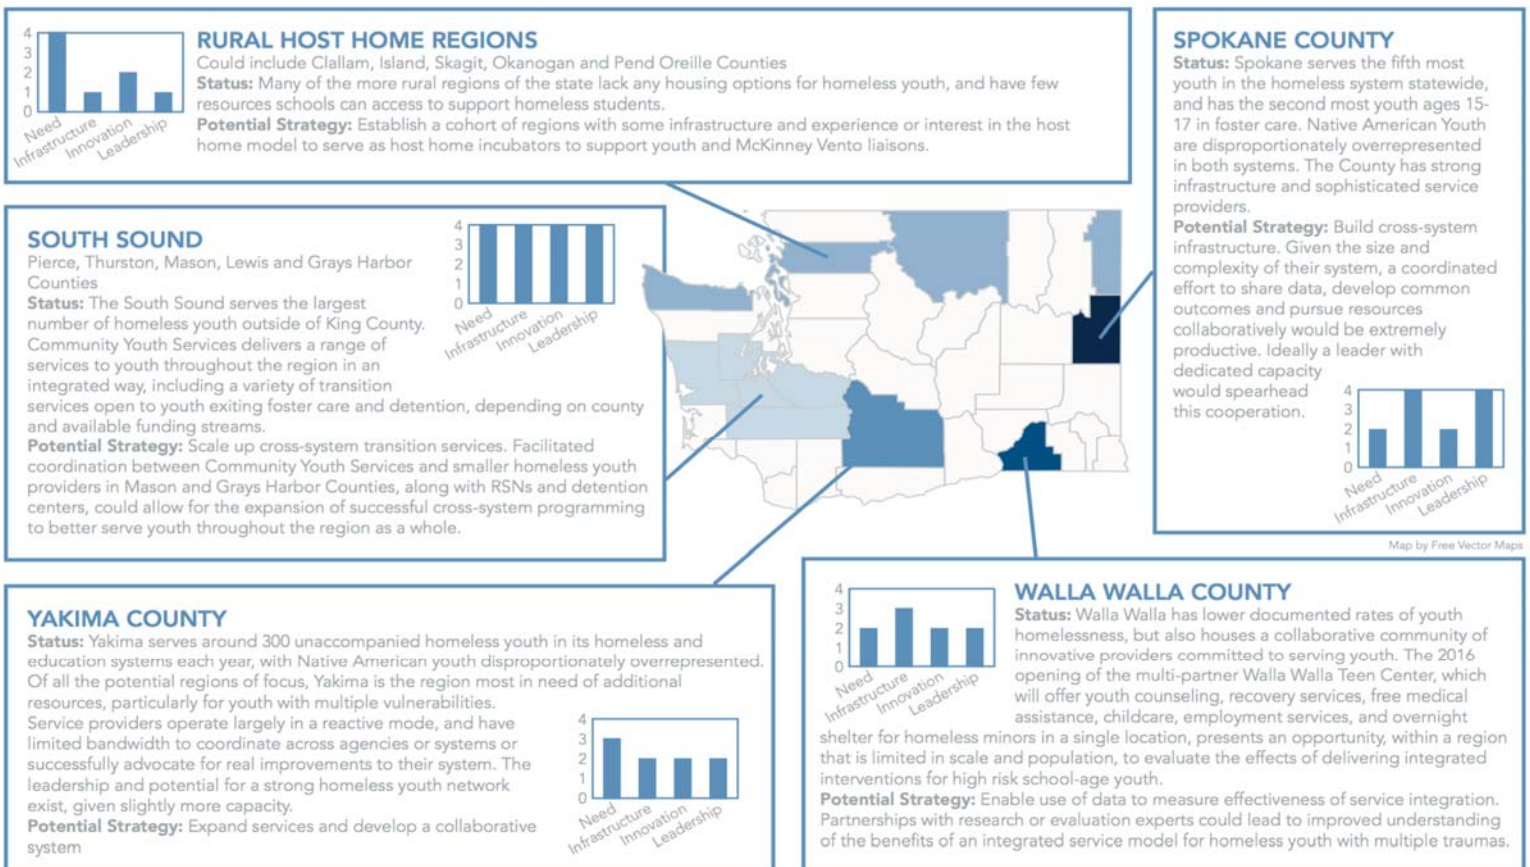 RURAL HOST HOME REGIONS
Could include Clallam, Island, Skagit, Okanogan and Pend Oreille Counties
Status: Many of the more rural regions of the state lack any housing options for homeless youth, and have few
resources schools can access to support homeless students.
Potential Strategy: Establish a cohort of regions with some infrastructure and experience or interest in the host
home model to serve as host home incubators to support youth and McKinney Vento liaisons.
4
3
2
1
0
Need
Infrastructure
Innovation
Leadership
SOUTH SOUND
Pierce, Thurston, Mason, Lewis and Grays Harbor
Counties
Status: The South Sound serves the largest
number of homeless youth outside of King County.
Community Youth Services delivers a range of
services to youth throughout the region in an
integrated way, including a variety of transition
services open to youth exiting foster care and detention, depending on county
and available funding streams.
Potential Strategy: Scale up cross-system transition services. Facilitated
coordination between Community Youth Services and smaller homeless youth
providers in Mason and Grays Harbor Counties, along with RSNs and detention
centers, could allow for the expansion of successful cross-system programming
to better serve youth throughout the region as a whole.
4
3
2
1
0
Need
Infrastructure
Innovation
Leadership
SPOKANE COUNTY
Status: Spokane serves the fifth most
youth in the homeless system statewide,
and has the second most youth ages 15-
17 in foster care. Native American Youth
are disproportionately overrepresented
in both systems. The County has strong
infrastructure and sophisticated service
providers.
Potential Strategy: Build cross-system
infrastructure. Given the size and
complexity of their system, a coordinated
effort to share data, develop common
outcomes and pursue resources
collaboratively would be extremely
productive. Ideally a leader with
dedicated capacity
would spearhead
this cooperation.
4
3
2
1
0
Need
Infrastructure
Innovation
Leadership
Map by Free Vector Maps
YAKIMA COUNTY
Status: Yakima serves around 300 unaccompanied homeless youth in its homeless and
education systems each year, with Native American youth disproportionately overrepresented.
Of all the potential regions of focus, Yakima is the region most in need of additional
resources, particularly for youth with multiple vulnerabilities.
Service providers operate largely in a reactive mode, and have
limited bandwidth to coordinate across agencies or systems or
successfully advocate for real improvements to their system. The
leadership and potential for a strong homeless youth network
exist, given slightly more capacity.
Potential Strategy: Expand services and develop a collaborative
system
4
3
2
1
0
Need
Infrastructure
Innovation
Leadership
WALLA WALLA COUNTY
Status: Walla Walla has lower documented rates of youth
homelessness, but also houses a collaborative community of
innovative providers committed to serving youth. The 2016
opening of the multi-partner Walla Walla Teen Center, which
will offer youth counseling, recovery services, free medical
assistance, childcare, employment services, and overnight
shelter for homeless minors in a single location, presents an opportunity, within a region
that is limited in scale and population, to evaluate the effects of delivering integrated
interventions for high risk school-age youth.
Potential Strategy: Enable use of data to measure effectiveness of service integration.
Partnerships with research or evaluation experts could lead to improved understanding
of the benefits of an integrated service model for homeless youth with multiple traumas.
4
3
2
1
0
Need
Infrastructure
Innovation
Leadership